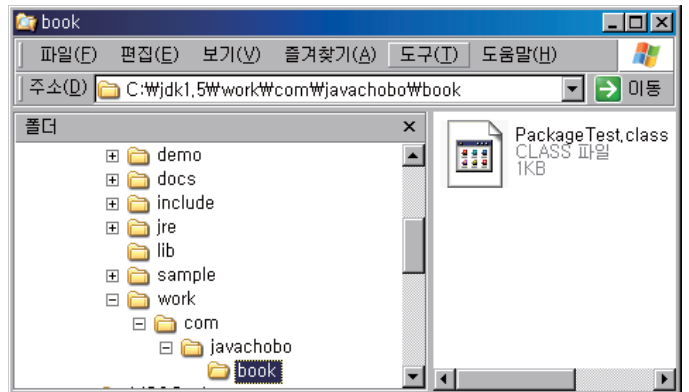 book
파일(F) 편집(E) 보기(V) 즐겨찾기(A) 도구(T) 도움말(H)
주소(D) C:₩jdk1.5₩work₩com₩javachobo₩book 이동
폴더
demo
docs
include
jre
lib
sample
work
com
javachobo
book
PackageTest.class
CLASS 파일
1KB